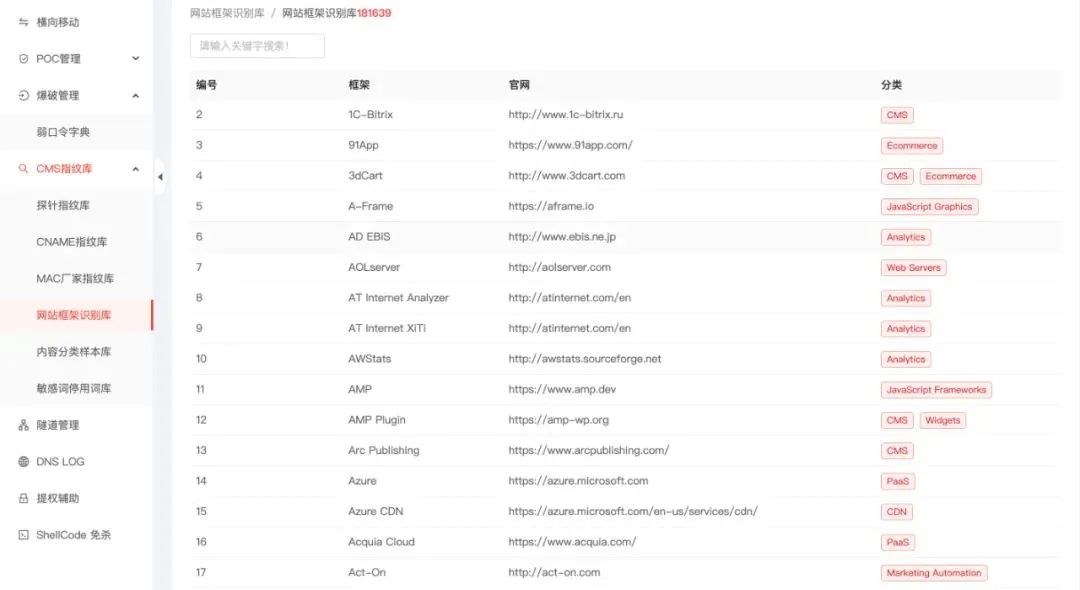 横向移动
POC管理
爆破管理
弱口令字典
CMS指纹库
探针指纹库
CNAME指纹库
MAC厂家指纹库
网站框架识别库
内容分类样本库
敏感词停用词库
隧道管理
DNS LOG
提权辅助
ShellCode 免杀
网站框架识别库 / 网站框架识别库181639
请输入关键字搜索!
编号 框架 官网 分类
2 1C-Bitrix http://www.1c-bitrix.ru CMS
3 91App https://www.91app.com/ Ecommerce
4 3dCart http://www.3dcart.com CMS Ecommerce
5 A-Frame https://aframe.io JavaScript Graphics
6 AD EBiS http://www.ebis.ne.jp Analytics
7 AOLserver http://aolserver.com Web Servers
8 AT Internet Analyzer http://atinternet.com/en Analytics
9 AT Internet XiTi http://atinternet.com/en Analytics
10 AWStats http://awstats.sourceforge.net Analytics
11 AMP https://www.amp.dev JavaScript Frameworks
12 AMP Plugin https://amp-wp.org CMS Widgets
13 Arc Publishing https://www.arcpublishing.com/ CMS
14 Azure https://azure.microsoft.com PaaS
15 Azure CDN https://azure.microsoft.com/en-us/services/cdn/ CDN
16 Acquia Cloud https://www.acquia.com/ PaaS
17 Act-On http://act-on.com Marketing Automation